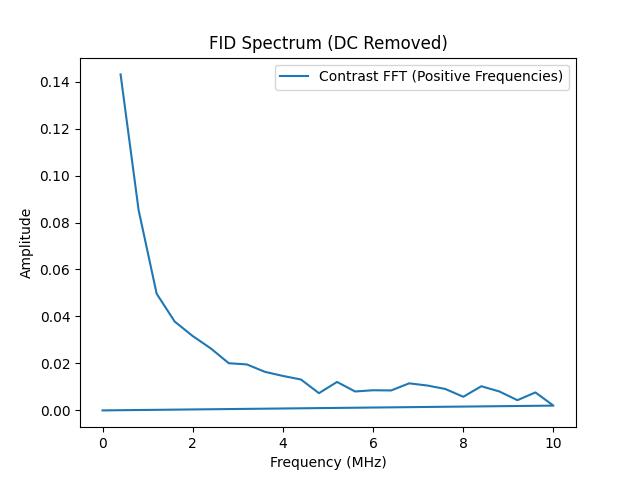 FID Spectrum (DC Removed)
Contrast FFT (Positive Frequencies)
Amplitude
0.14
0.12
0.10
0.08
0.06
0.04
0.02
0.00
0 2 4 6 8 10
Frequency (MHz)